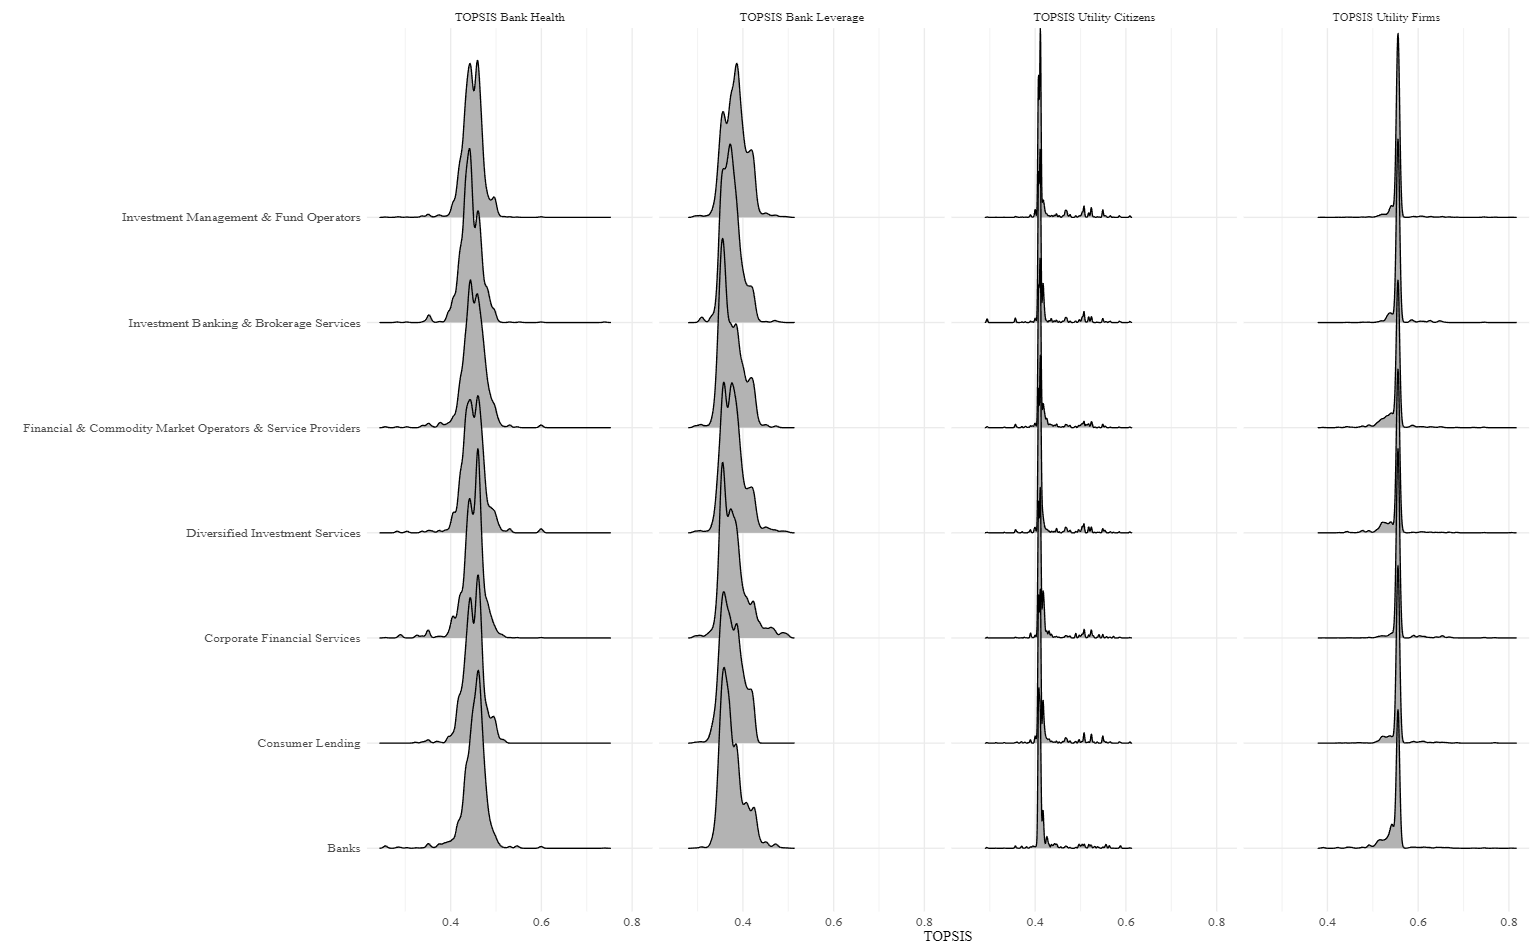 TOPSIS Bank Health
TOPSIS Bank Leverage
TOPSIS Utility Citizens
TOPSIS Utility Firms
Investment Management & Fund Operators
Investment Banking & Brokerage Services
Financial & Commodity Market Operators & Service Providers
Diversified Investment Services
Corporate Financial Services
Consumer Lending
Banks
0.4 0.6 0.8 0.4 0.6 0.8 0.4 0.6 0.8 0.4 0.6 0.8
TOPSIS